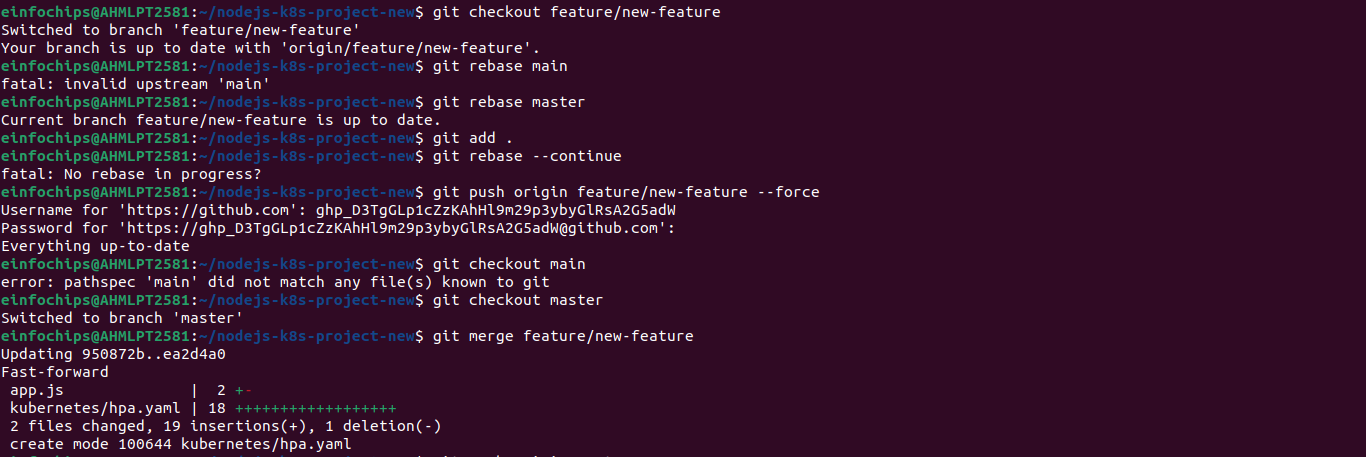 einfochips@AHMLPT2581:~/nodejs-k8s-project-new$ git checkout feature/new-feature
Switched to branch 'feature/new-feature'
Your branch is up to date with 'origin/feature/new-feature'.
einfochips@AHMLPT2581:~/nodejs-k8s-project-new$ git rebase main
fatal: invalid upstream 'main'
einfochips@AHMLPT2581:~/nodejs-k8s-project-new$ git rebase master
Current branch feature/new-feature is up to date.
einfochips@AHMLPT2581:~/nodejs-k8s-project-new$ git add .
einfochips@AHMLPT2581:~/nodejs-k8s-project-new$ git rebase --continue
fatal: No rebase in progress?
einfochips@AHMLPT2581:~/nodejs-k8s-project-new$ git push origin feature/new-feature --force
Username for 'https://github.com': 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
Password for 'https://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@github.com':
Everything up-to-date
einfochips@AHMLPT2581:~/nodejs-k8s-project-new$ git checkout main
error: pathspec 'main' did not match any file(s) known to git
einfochips@AHMLPT2581:~/nodejs-k8s-project-new$ git checkout master
Switched to branch 'master'
einfochips@AHMLPT2581:~/nodejs-k8s-project-new$ git merge feature/new-feature
Updating 950872b..ea2d4a0
Fast-forward
 app.js              |  2 +-
 kubernetes/hpa.yaml | 18 ++++++++++++++++++
 2 files changed, 19 insertions(+), 1 deletion(-)
 create mode 100644 kubernetes/hpa.yaml